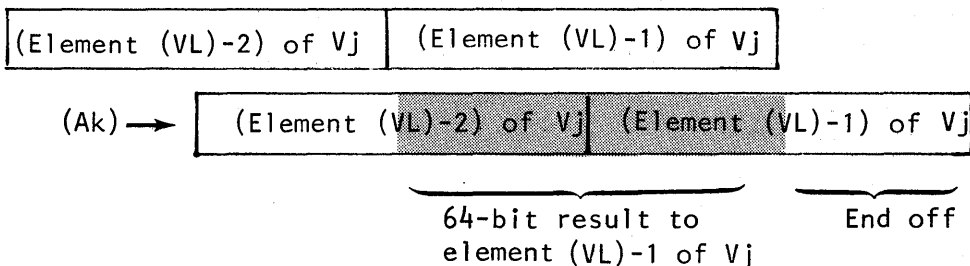 (Element (VL)-2) of Vj (Element (VL)-1) of Vj
(Ak) → (Element (VL)-2) of Vj (Element (VL)-1) of Vj
64-bit result to End off
element (VL)-1 of Vj